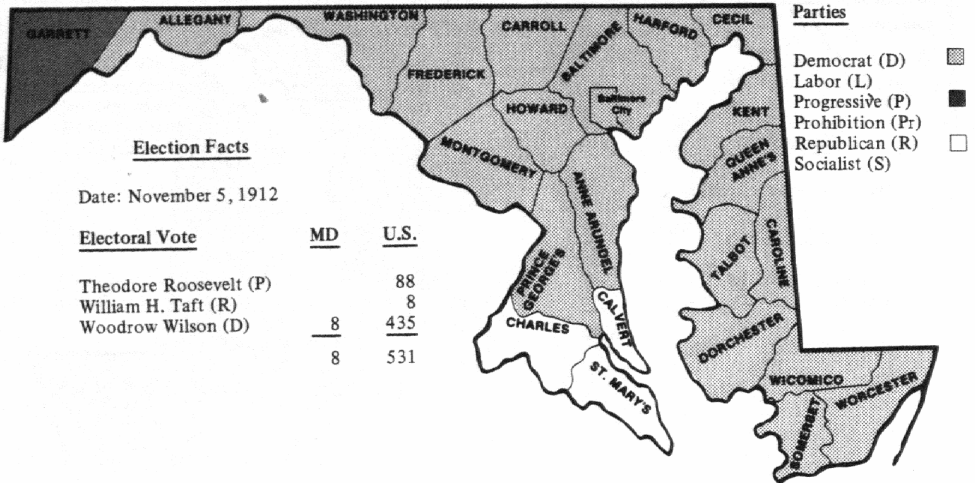 GARRETT
ALLEGANY
WASHINGTON
FREDERICK
CARROLL
BALTIMORE
HARFORD
CECIL
Baltimore
City
HOWARD
MONTGOMERY
ANNE ARUNDEL
PRINCE
GEORGE'S
CALVERT
CHARLES
ST. MARY'S
KENT
QUEEN
ANNE'S
TALBOT
CAROLINE
DORCHESTER
WICOMICO
WORCESTER
SOMERSET
Parties
Democrat (D)
Labor (L)
Progressive (P)
Prohibition (Pr)
Republican (R)
Socialist (S)
Election Facts
Date: November 5, 1912
Electoral Vote MD U.S.
Theodore Roosevelt (P) 88
William H. Taft (R) 8
Woodrow Wilson (D) 8 435
8 531